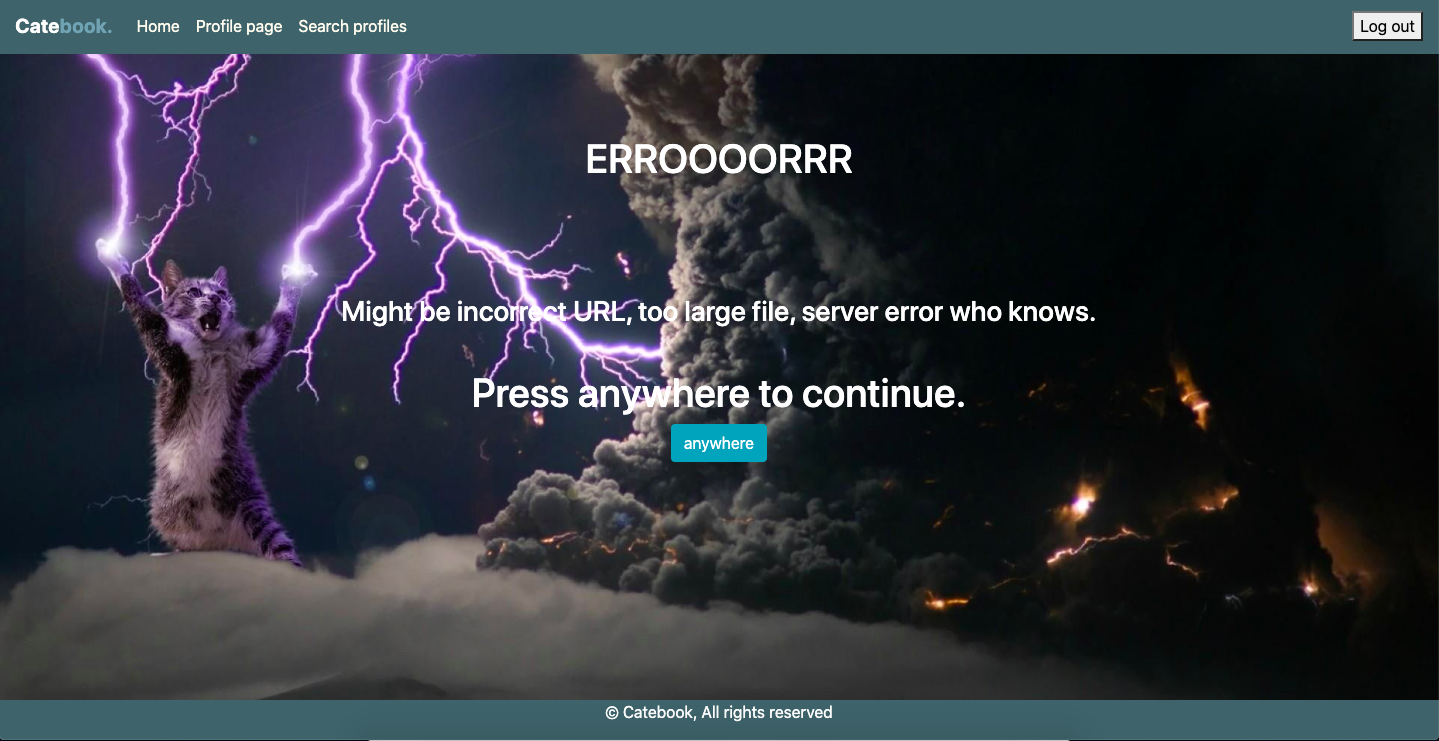 Catebook. Home Profile page Search profiles Log out
ERROOOORRR
Might be incorrect URL, too large file, server error who knows.
Press anywhere to continue.
anywhere
© Catebook, All rights reserved